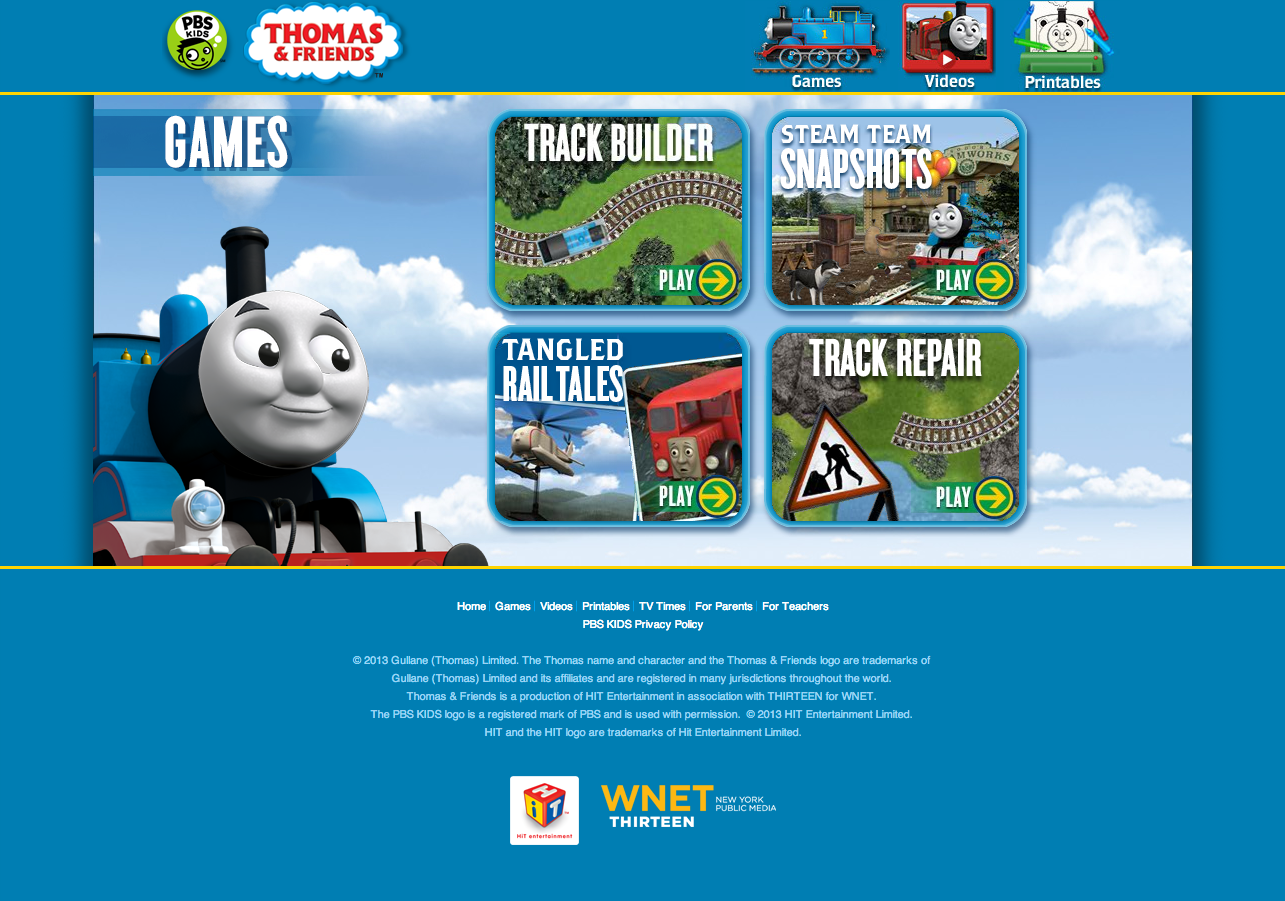 PBS
KIDS
THOMAS
& FRIENDS
TM
1
Games
Videos
Printables
GAMES
TRACK BUILDER
PLAY
STEAM TEAM
SNAPSHOTS
PLAY
TANGLED
RAIL TALES
PLAY
TRACK REPAIR
PLAY
Home | Games | Videos | Printables | TV Times | For Parents | For Teachers
PBS KIDS Privacy Policy
© 2013 Gullane (Thomas) Limited. The Thomas name and character and the Thomas & Friends logo are trademarks of
Gullane (Thomas) Limited and its affiliates and are registered in many jurisdictions throughout the world.
Thomas & Friends is a production of HIT Entertainment in association with THIRTEEN for WNET.
The PBS KIDS logo is a registered mark of PBS and is used with permission. © 2013 HIT Entertainment Limited.
HIT and the HIT logo are trademarks of Hit Entertainment Limited.
HiT
HiT entertainment
WNET NEW YORK
PUBLIC MEDIA
THIRTEEN